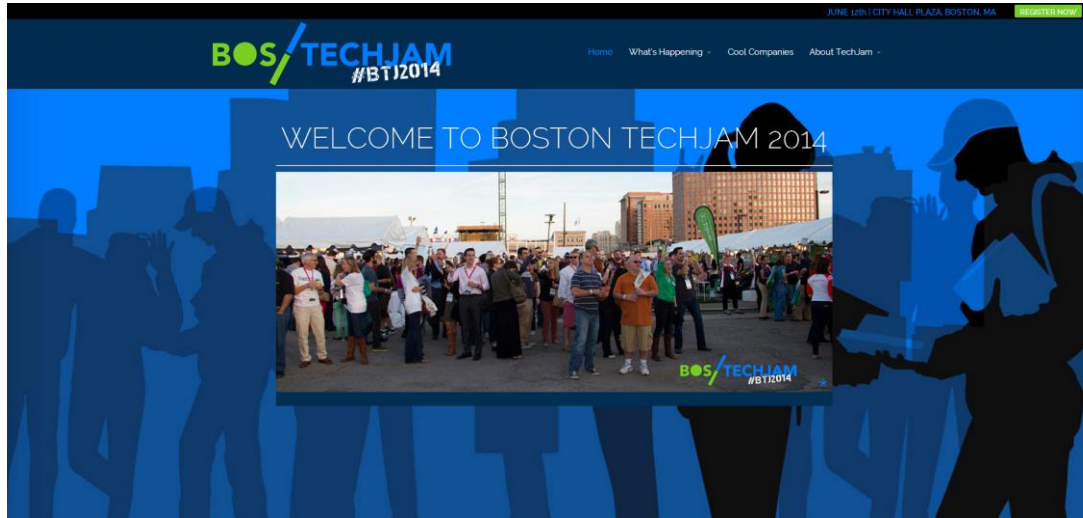 JUNE 12th | CITY HALL PLAZA, BOSTON, MA REGISTER NOW
BOS/TECHJAM
#BTJ2014
Home What's Happening Cool Companies About TechJam
WELCOME TO BOSTON TECHJAM 2014
BOS/TECHJAM
#BTJ2014